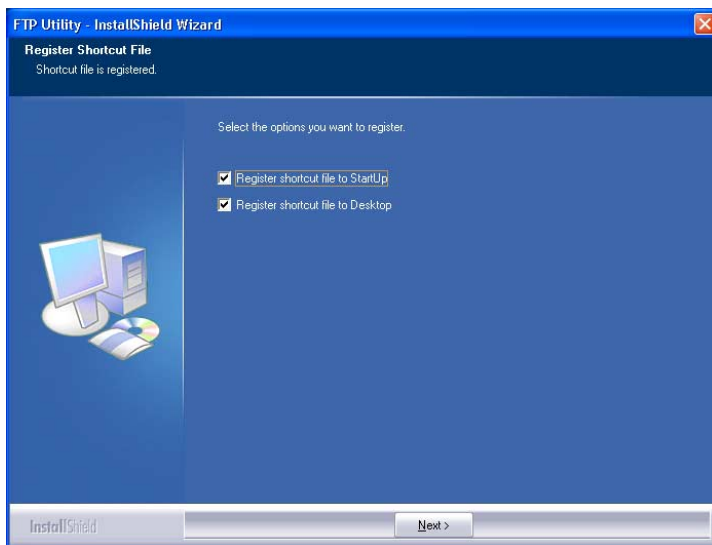 FTP Utility - InstallShield Wizard
Register Shortcut File
Shortcut file is registered.
Select the options you want to register.
Register shortcut file to StartUp
Register shortcut file to Desktop
InstallShield
Next >